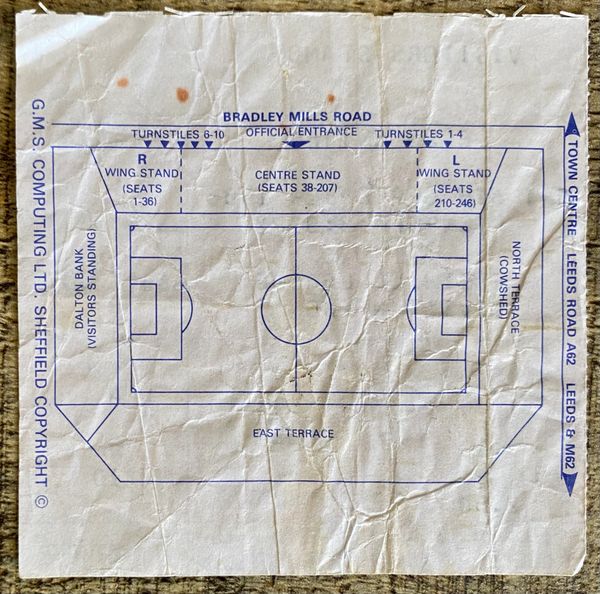 BRADLEY MILLS ROAD
TURNSTILES 6-10
OFFICIAL ENTRANCE
TURNSTILES 1-4
R
WING STAND
(SEATS
1-36)
CENTRE STAND
(SEATS 38-207)
L
WING STAND
(SEATS
210-246)
DALTON BANK
(VISITORS STANDING)
NORTH TERRACE
(COWSHED)
EAST TERRACE
G.M.S. COMPUTING LTD. SHEFFIELD COPYRIGHT ©
TOWN CENTRE / LEEDS ROAD A62 LEEDS & M62